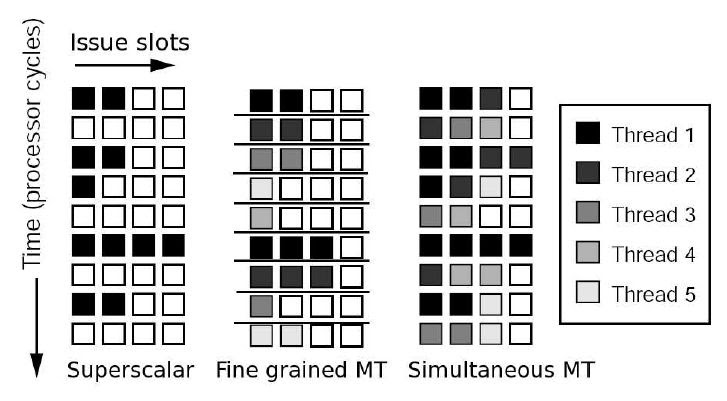 Issue slots
Time (processor cycles)
Thread 1
Thread 2
Thread 3
Thread 4
Thread 5
Superscalar
Fine grained MT
Simultaneous MT